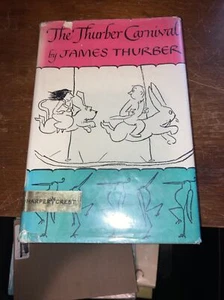 The Thurber Carnival
by JAMES THURBER
HARPER CREST